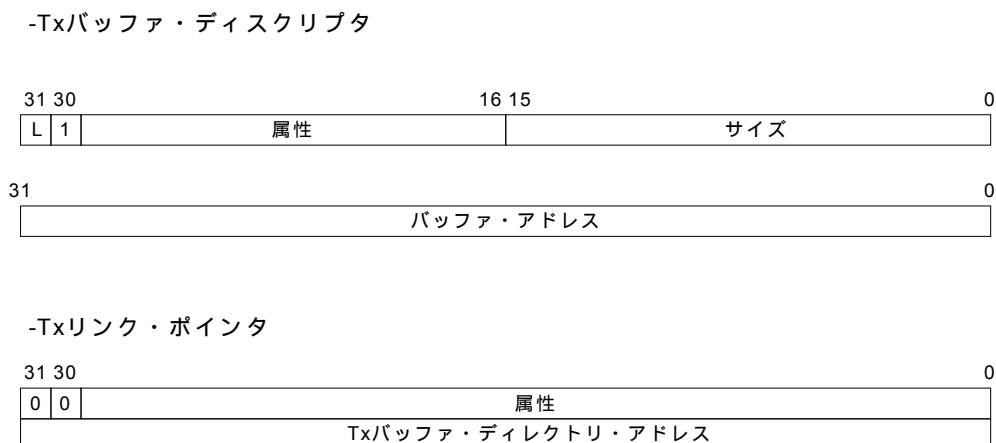 -Txバッファ・ディスクリプタ
31 30 16 15 0
L 1 属性 サイズ
31 0
バッファ・アドレス
-Txリンク・ポインタ
31 30 0
0 0 属性
Txバッファ・ディレクトリ・アドレス